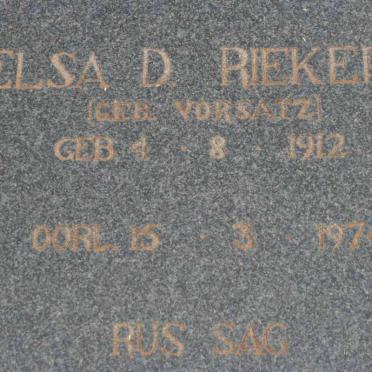 ELSA D. RIEKER
(GEB. VORSATZ)
GEB. 4 · 8 · 1912
OORL. 15 · 3 · 197
RUS SAG